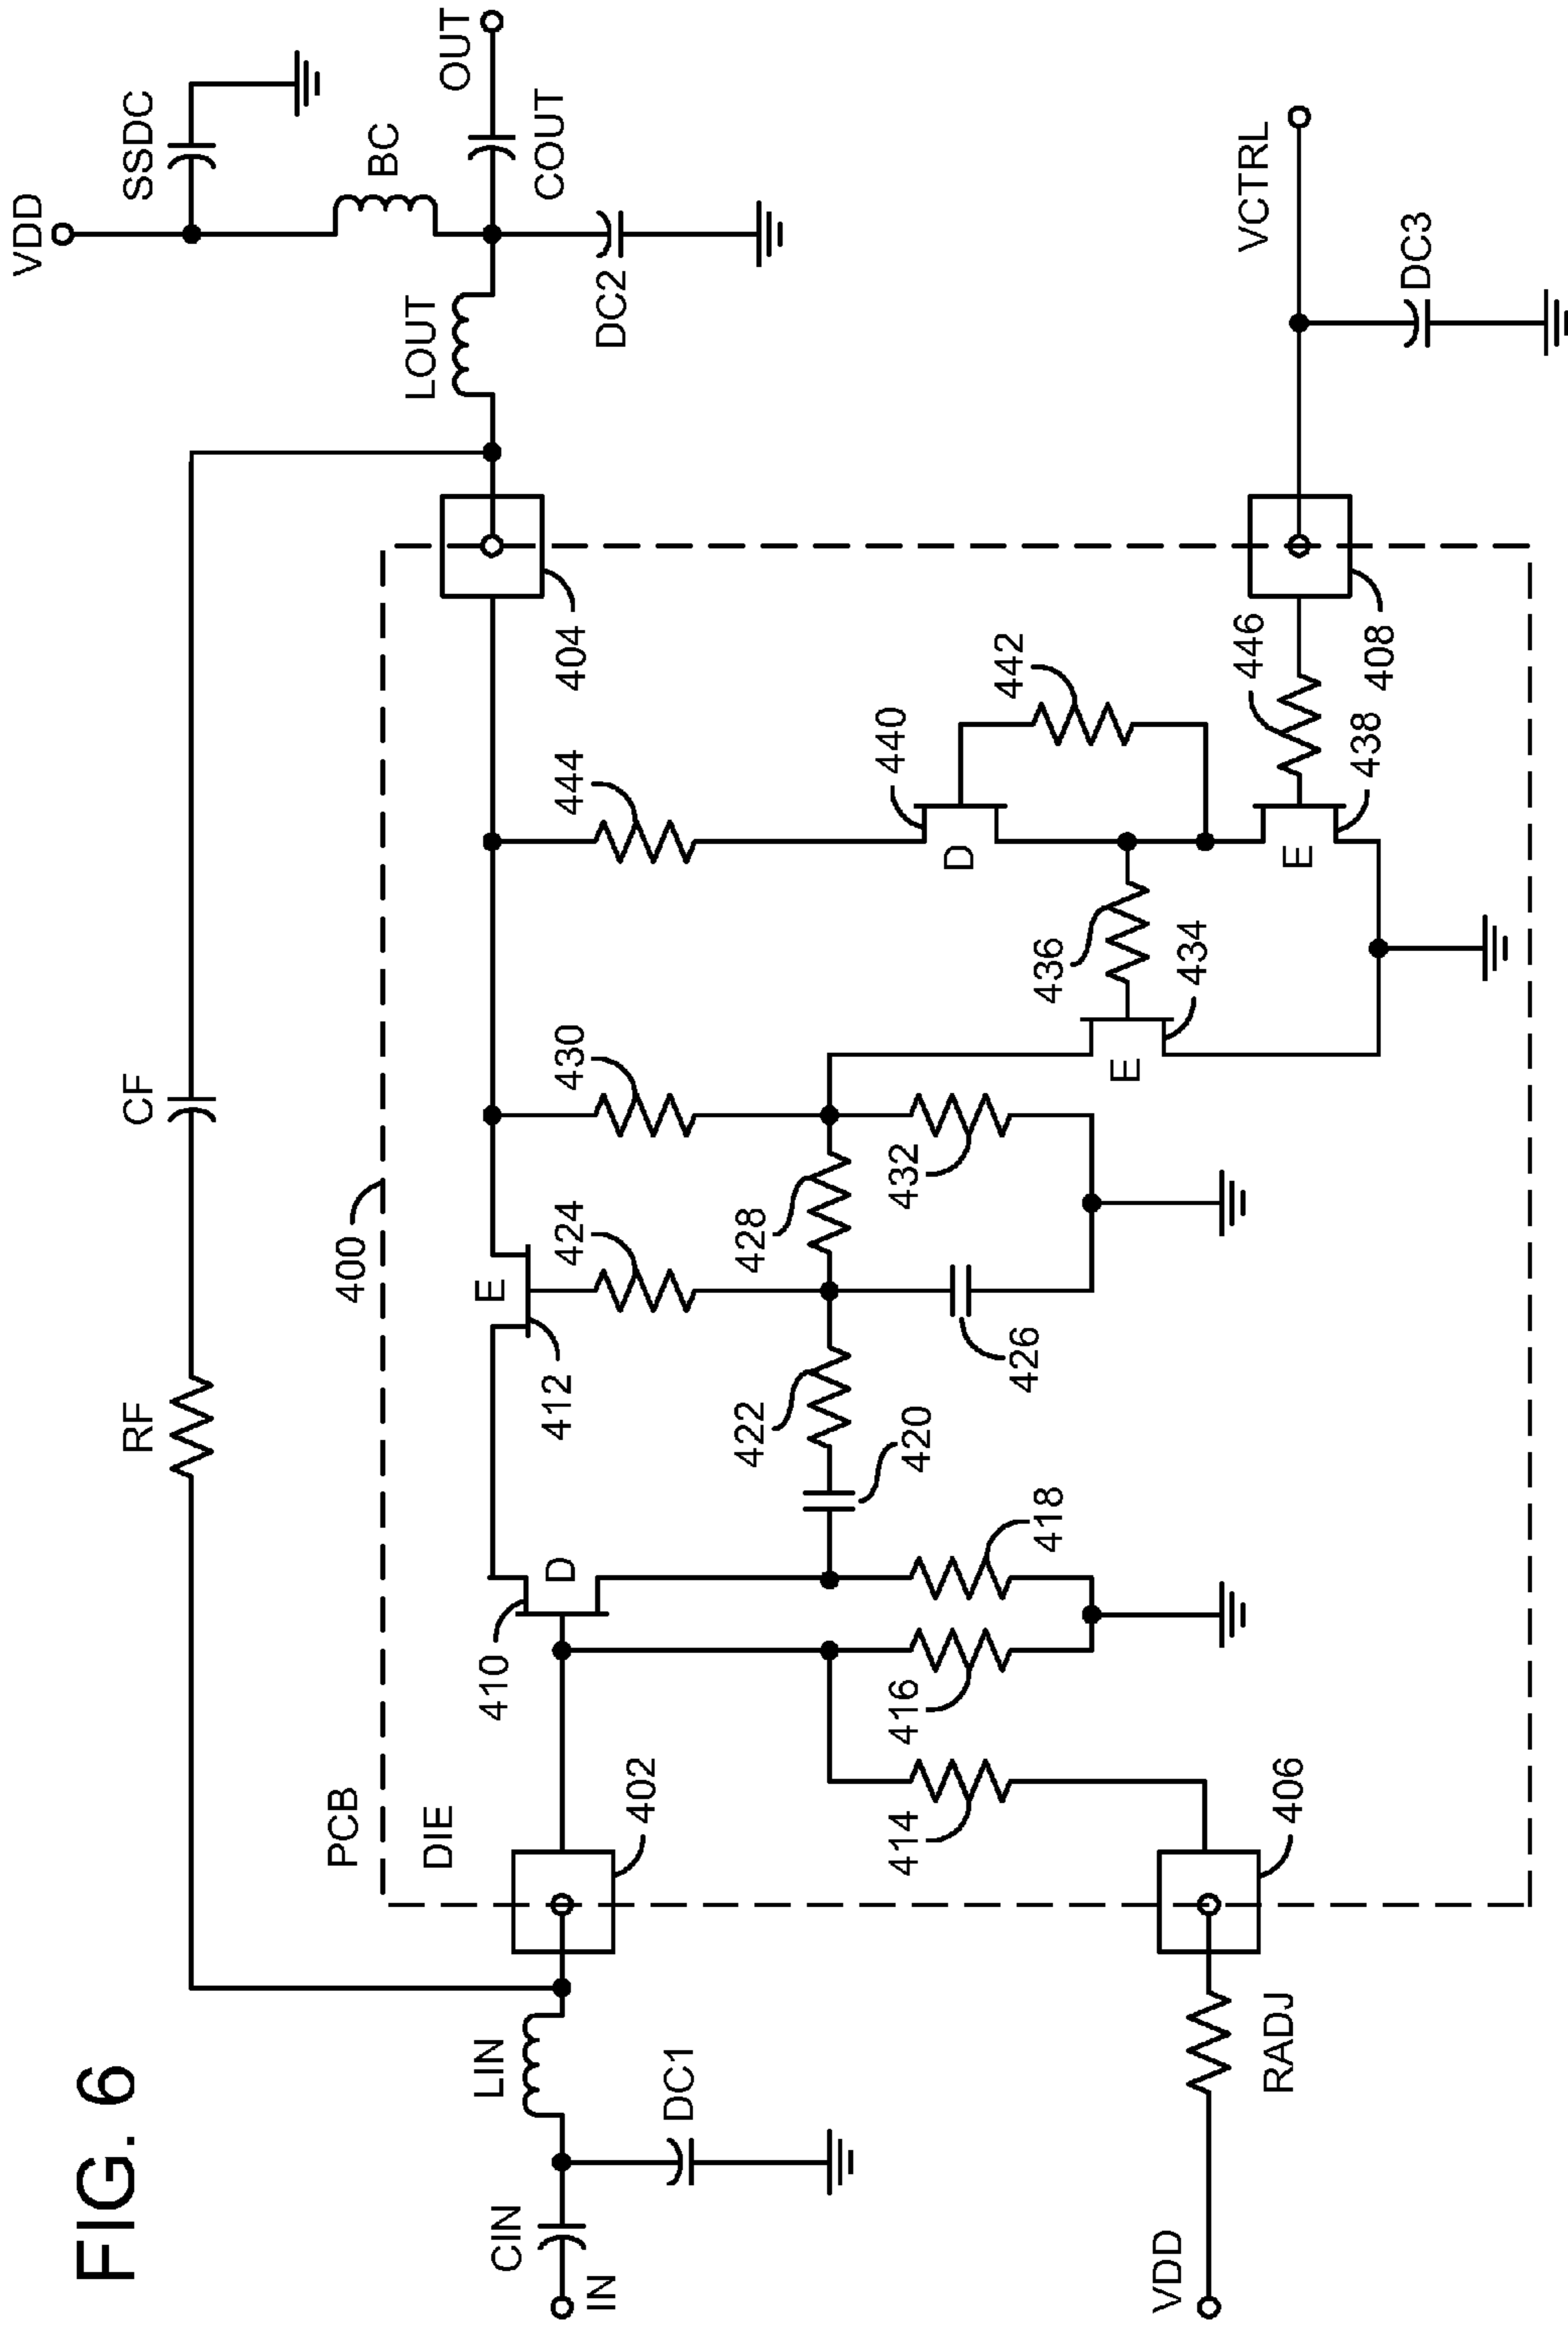 FIG. 6
VDD
SSDC
BC
OUT
COUT
LOUT
DC2
RF
CF
PCB
400
DIE
LIN
CIN
IN
DC1
402
410
D
412
E
424
430
444
404
422
428
420
426
432
436
434
E
440
D
442
446
438
E
408
VCTRL
DC3
414
416
418
406
RADJ
VDD